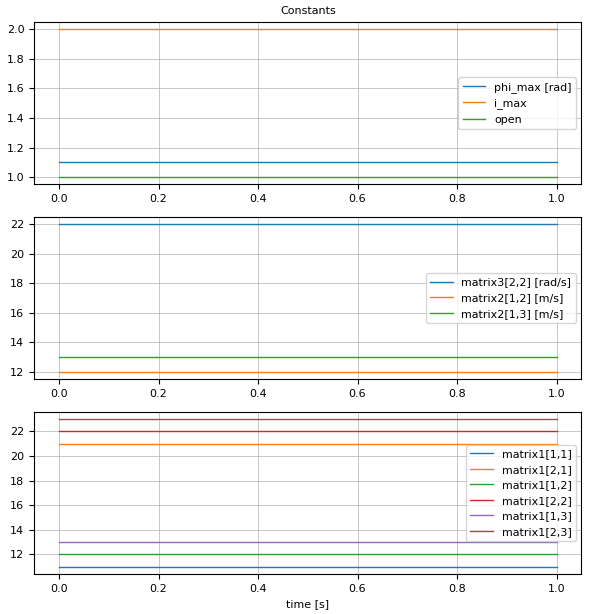 Constants
2.0
1.8
1.6
1.4
1.2
1.0
phi_max [rad]
i_max
open
0.0 0.2 0.4 0.6 0.8 1.0
22
20
18
16
14
12
matrix3[2,2] [rad/s]
matrix2[1,2] [m/s]
matrix2[1,3] [m/s]
0.0 0.2 0.4 0.6 0.8 1.0
22
20
18
16
14
12
matrix1[1,1]
matrix1[2,1]
matrix1[1,2]
matrix1[2,2]
matrix1[1,3]
matrix1[2,3]
0.0 0.2 0.4 0.6 0.8 1.0
time [s]